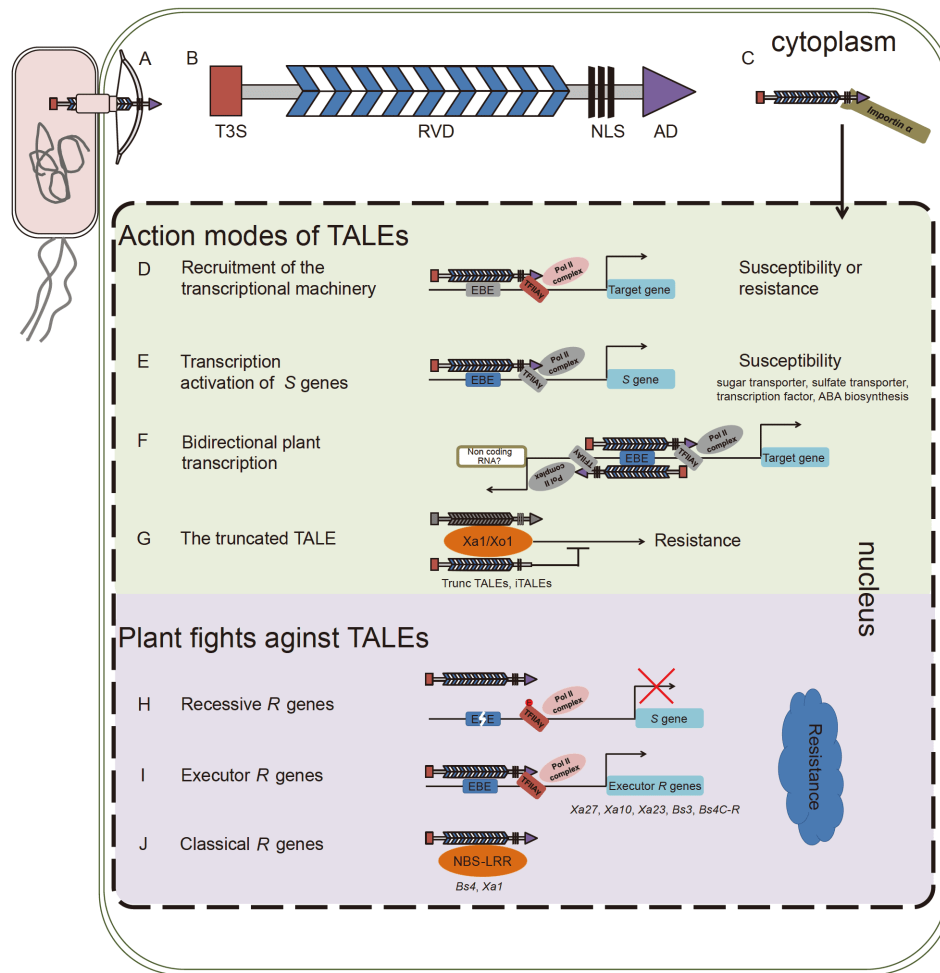 cytoplasm
A
B
C
T3S
RVD
NLS
AD
Importin α
Action modes of TALEs
D
Recruitment of the
transcriptional machinery
EBE
TFIIAγ
Pol II
complex
Target gene
Susceptibility or
resistance
E
Transcription
activation of S genes
EBE
TFIIAγ
Pol II
complex
S gene
Susceptibility
sugar transporter, sulfate transporter,
transcription factor, ABA biosynthesis
F
Bidirectional plant
transcription
Non coding
RNA?
Pol II
complex
TFIIAγ
EBE
TFIIAγ
Pol II
complex
Target gene
G
The truncated TALE
Xa1/Xo1
Resistance
Trunc TALEs, iTALEs
nucleus
Plant fights against TALEs
H
Recessive R genes
EBE
TFIIAγ
Pol II
complex
S gene
I
Executor R genes
EBE
TFIIAγ
Pol II
complex
Executor R genes
Xa27, Xa10, Xa23, Bs3, Bs4C-R
Resistance
J
Classical R genes
NBS-LRR
Bs4, Xa1